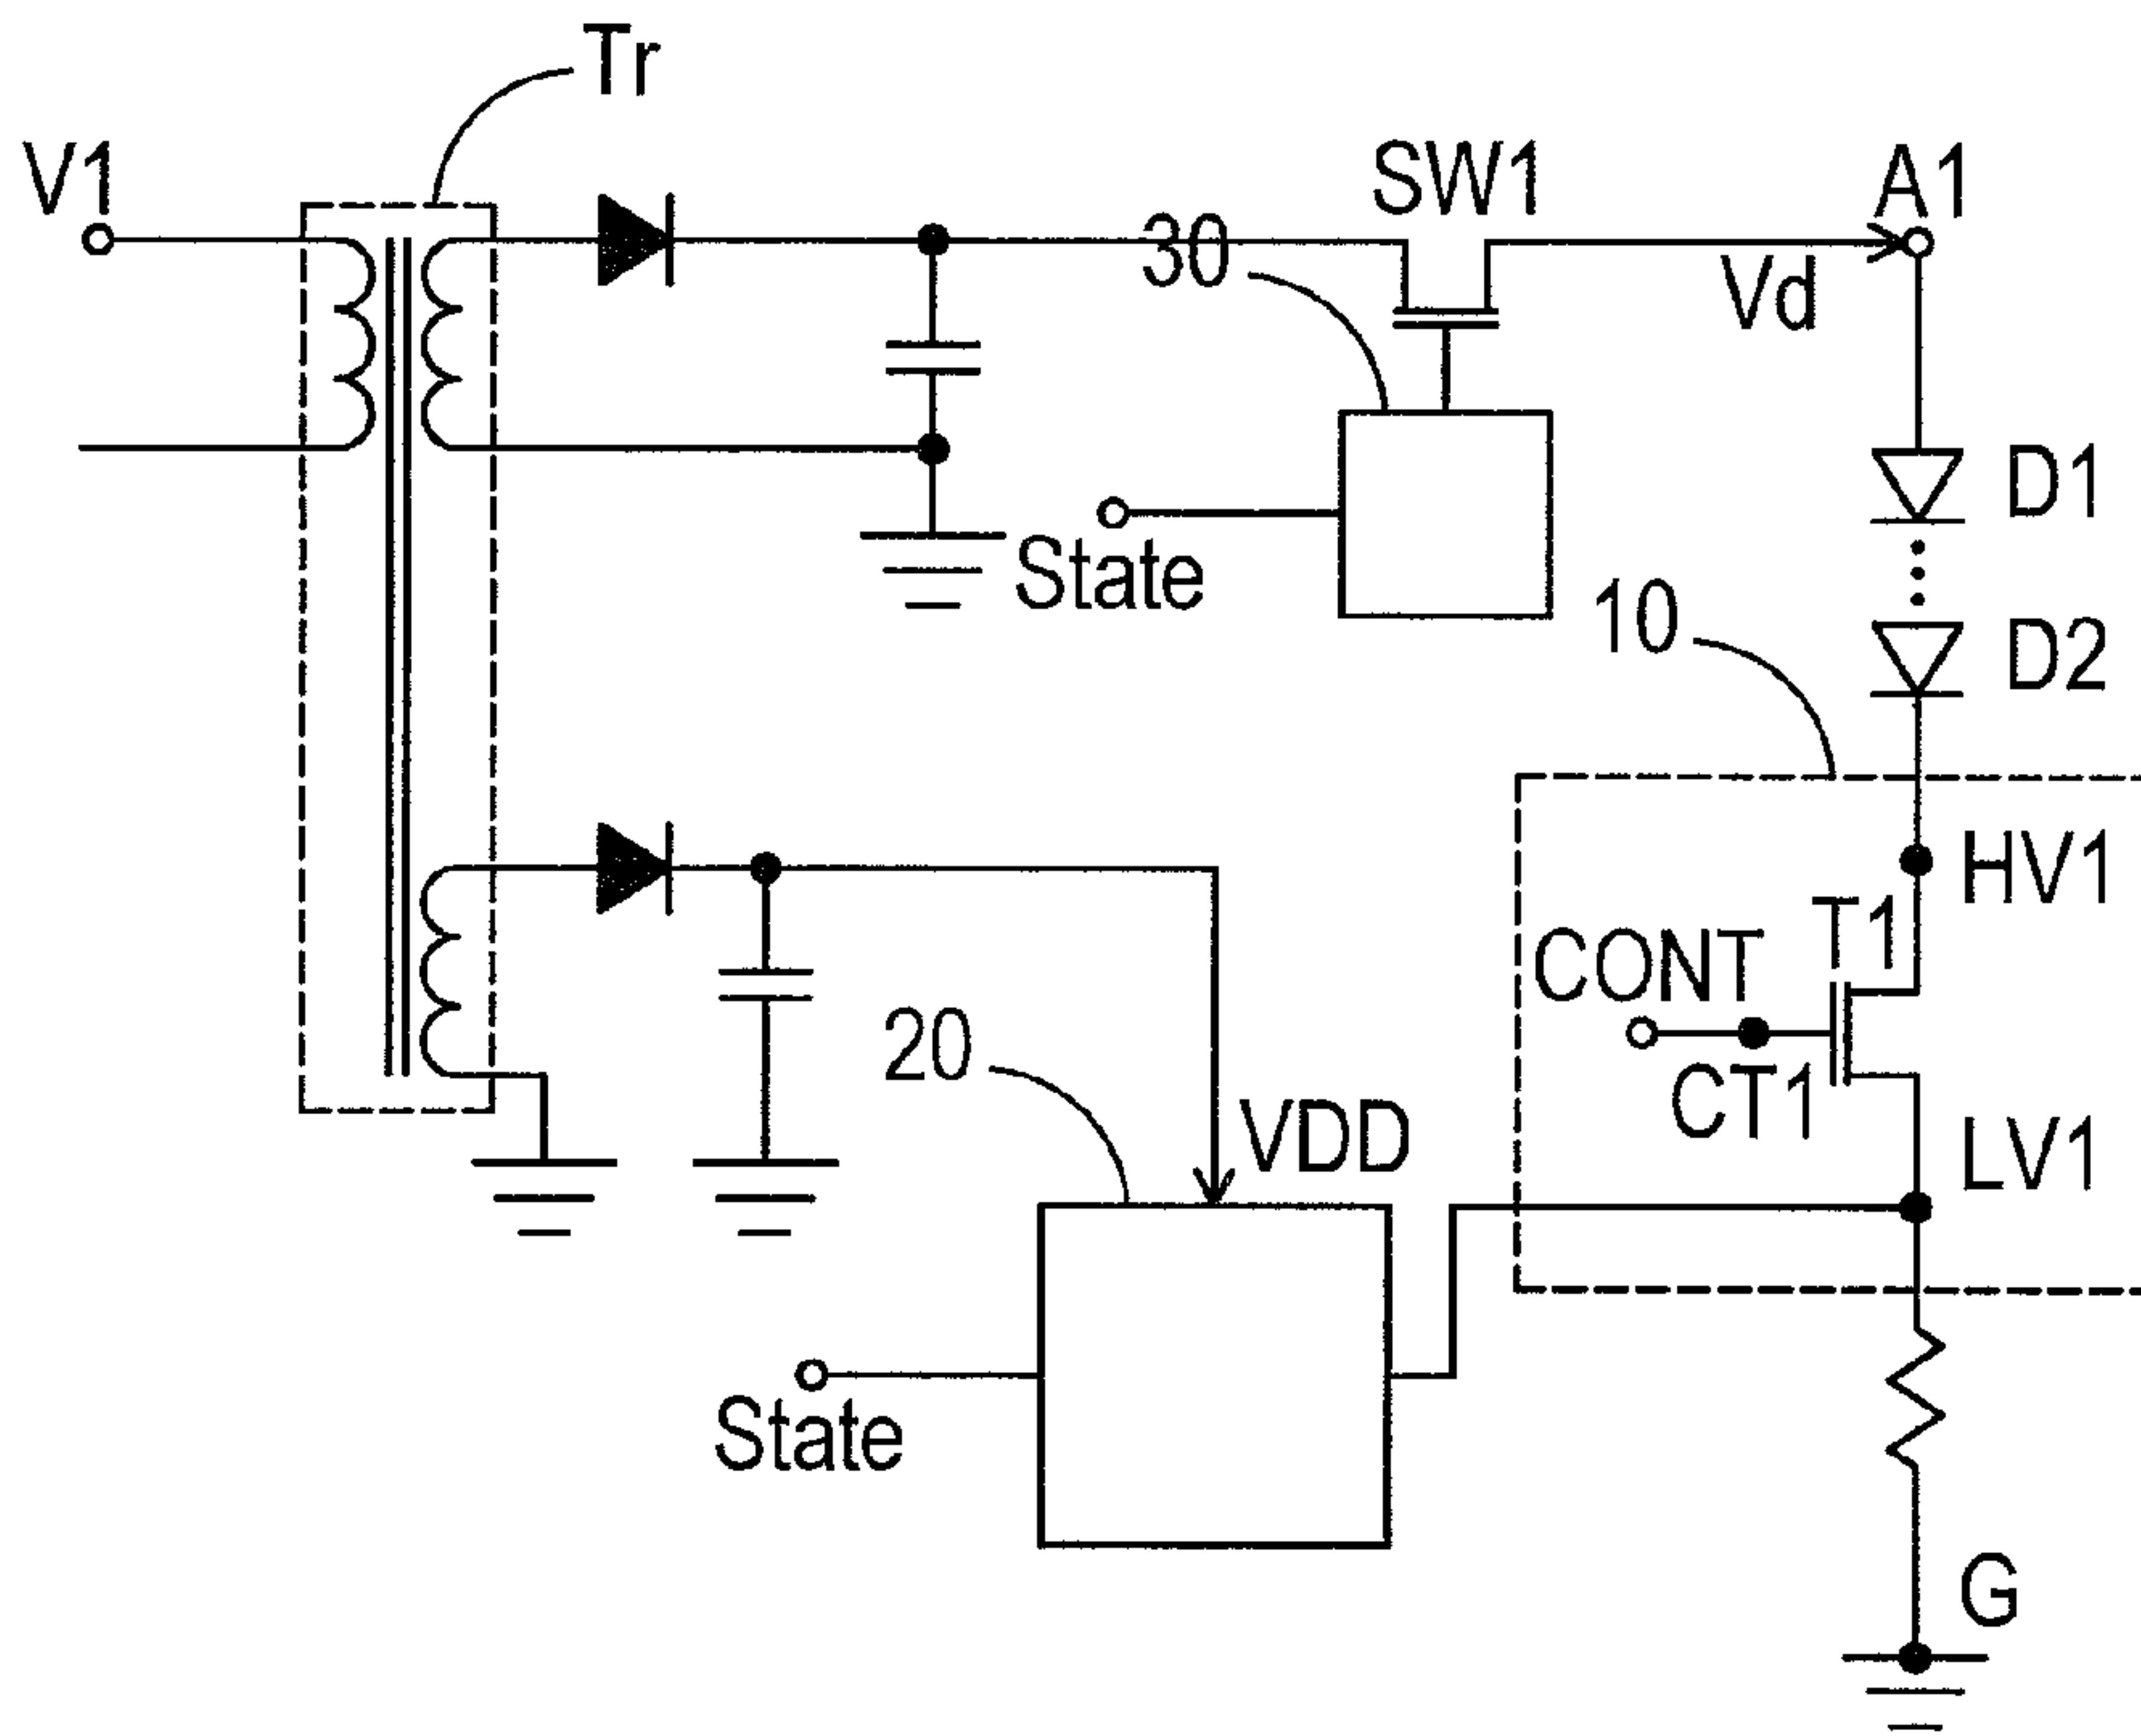 Tr
V1
SW1
A1
30
Vd
D1
State
10
D2
HV1
T1
CONT
20
CT1
VDD
LV1
State
G